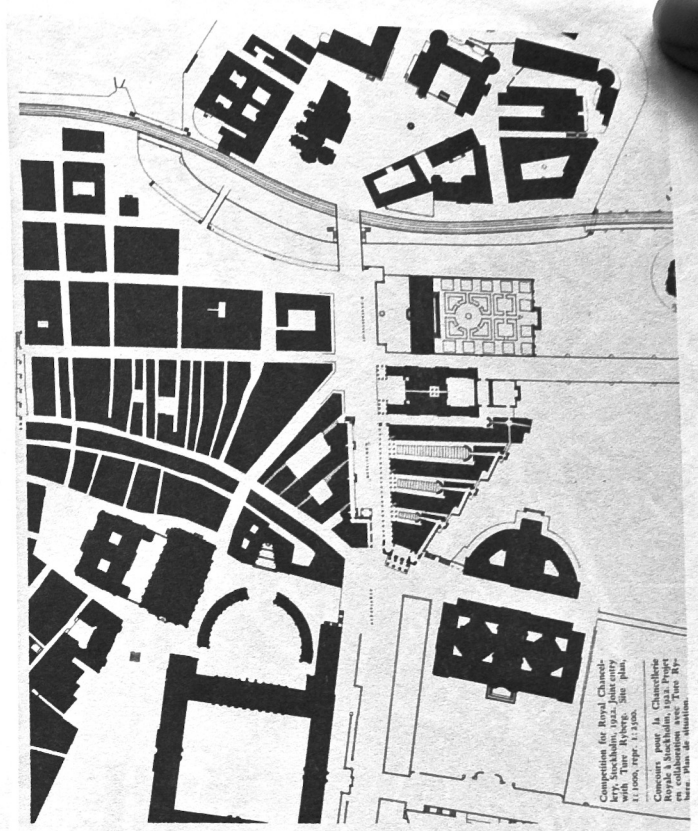 Competition for Royal Chancel-
lery, Stockholm, 1922. Joint entry
with Ture Ryberg. Site plan,
1:1000, repr. 1:2500.
Concours pour la Chancellerie
Royale à Stockholm, 1922. Projet
en collaboration avec Ture Ry-
berg. Plan de situation.